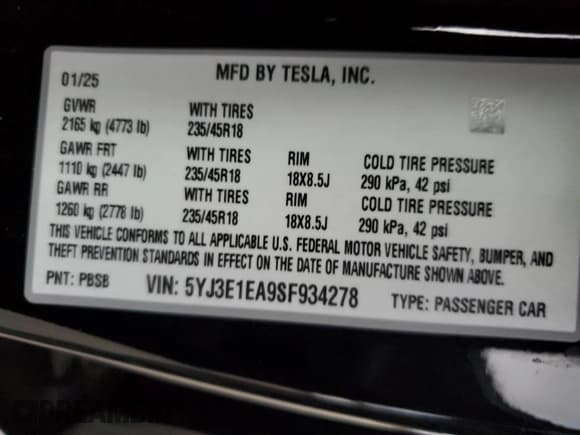 MFD BY TESLA, INC.
01/25
GVWR WITH TIRES
2165 kg (4773 lb) 235/45R18
GAWR FRT WITH TIRES RIM COLD TIRE PRESSURE
1110 kg (2447 lb) 235/45R18 18X8.5J 290 kPa, 42 psi
GAWR RR WITH TIRES RIM COLD TIRE PRESSURE
1260 kg (2778 lb) 235/45R18 18X8.5J 290 kPa, 42 psi
THIS VEHICLE CONFORMS TO ALL APPLICABLE U.S. FEDERAL MOTOR VEHICLE SAFETY, BUMPER, AND
THEFT PREVENTION STANDARDS IN EFFECT ON THE DATE OF MANUFACTURE SHOWN ABOVE.
PNT: PBSB VIN: 5YJ3E1EA9SF934278 TYPE: PASSENGER CAR